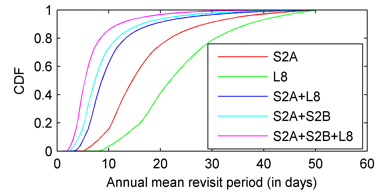 1
0.8
0.6
0.4
0.2
0
CDF
S2A
L8
S2A+L8
S2A+S2B
S2A+S2B+L8
0 10 20 30 40 50 60
Annual mean revisit period (in days)